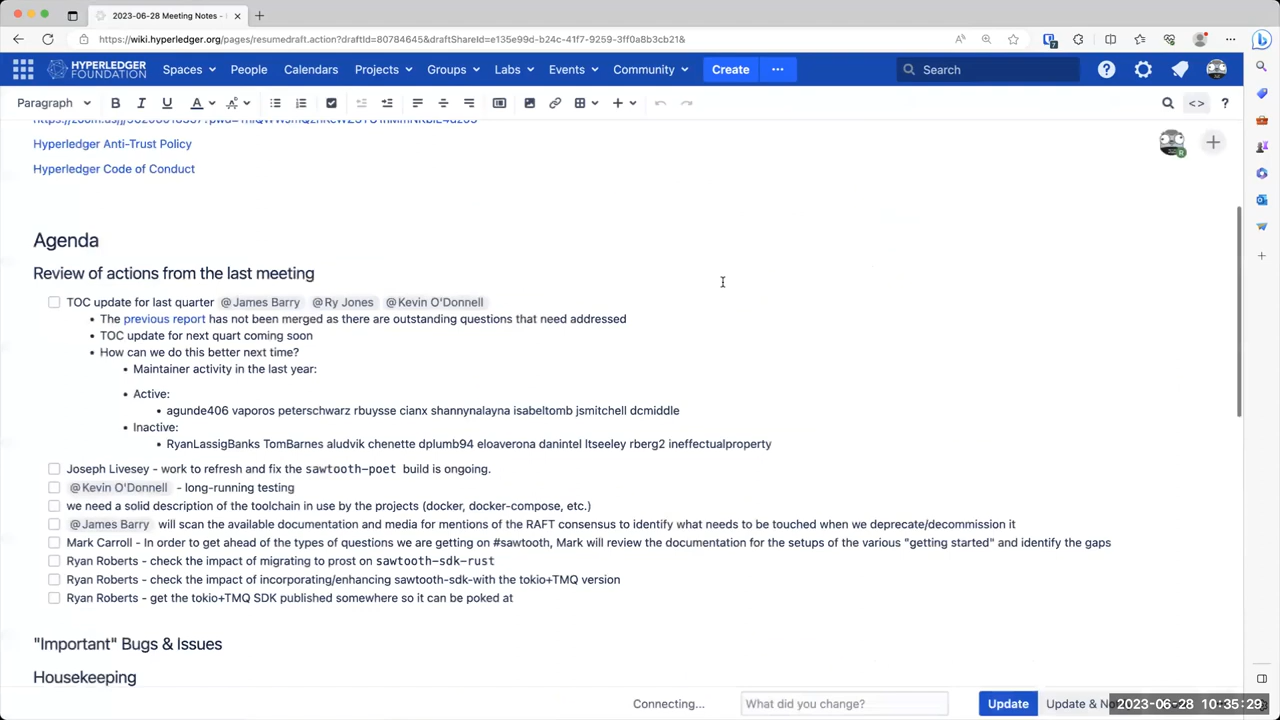 2023-06-28 Meeting Notes -
https://wiki.hyperledger.org/pages/resumedraft.action?draftId=80784645&draftShareId=e135e99d-b24c-41f7-9259-3ff0a8b3cb21&
HYPERLEDGER FOUNDATION Spaces People Calendars Projects Groups Labs Events Community Create Search
Paragraph B I U A
Hyperledger Anti-Trust Policy
Hyperledger Code of Conduct
Agenda
Review of actions from the last meeting
TOC update for last quarter @James Barry @Ry Jones @Kevin O'Donnell
The previous report has not been merged as there are outstanding questions that need addressed
TOC update for next quart coming soon
How can we do this better next time?
Maintainer activity in the last year:
Active:
agunde406 vaporos peterschwarz rbuysse cianx shannynalayna isabeltomb jsmitchell dcmiddle
Inactive:
RyanLassigBanks TomBarnes aludvik chenette dplumb94 eloaverona danintel ltseeley rberg2 ineffectualproperty
Joseph Livesey - work to refresh and fix the sawtooth-poet build is ongoing.
@Kevin O'Donnell - long-running testing
we need a solid description of the toolchain in use by the projects (docker, docker-compose, etc.)
@James Barry will scan the available documentation and media for mentions of the RAFT consensus to identify what needs to be touched when we deprecate/decommission it
Mark Carroll - In order to get ahead of the types of questions we are getting on #sawtooth, Mark will review the documentation for the setups of the various "getting started" and identify the gaps
Ryan Roberts - check the impact of migrating to prost on sawtooth-sdk-rust
Ryan Roberts - check the impact of incorporating/enhancing sawtooth-sdk-with the tokio+TMQ version
Ryan Roberts - get the tokio+TMQ SDK published somewhere so it can be poked at
"Important" Bugs & Issues
Housekeeping
Connecting... What did you change? Update Update & No
2023-06-28 10:35:29